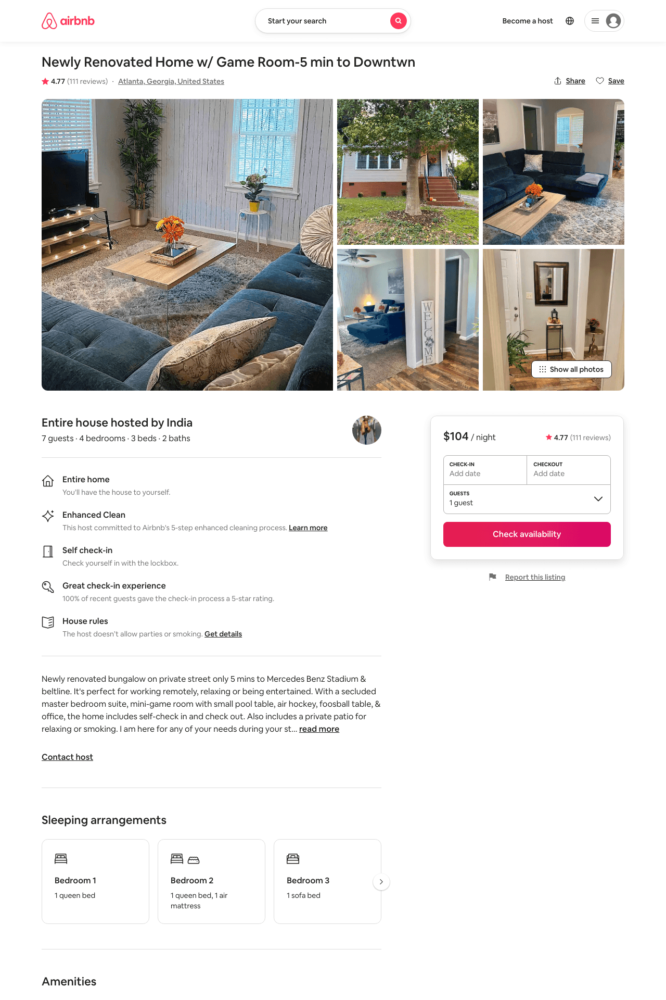 airbnb
Start your search
Become a host
Newly Renovated Home w/ Game Room-5 min to Downtwn
4.77 (111 reviews) · Atlanta, Georgia, United States
Share
Save
WELCOME
Show all photos
Entire house hosted by India
7 guests · 4 bedrooms · 3 beds · 2 baths
Entire home
You’ll have the house to yourself.
Enhanced Clean
This host committed to Airbnb's 5-step enhanced cleaning process. Learn more
Self check-in
Check yourself in with the lockbox.
Great check-in experience
100% of recent guests gave the check-in process a 5-star rating.
House rules
The host doesn’t allow parties or smoking. Get details
Newly renovated bungalow on private street only 5 mins to Mercedes Benz Stadium &
beltline. It's perfect for working remotely, relaxing or being entertained. With a secluded
master bedroom suite, mini-game room with small pool table, air hockey, foosball table, &
office, the home includes self-check in and check out. Also includes a private patio for
relaxing or smoking. I am here for any of your needs during your st... read more
Contact host
Sleeping arrangements
Bedroom 1
1 queen bed
Bedroom 2
1 queen bed, 1 air
mattress
Bedroom 3
1 sofa bed
Amenities
$104 / night
4.77 (111 reviews)
CHECK-IN
Add date
CHECKOUT
Add date
GUESTS
1 guest
Check availability
Report this listing